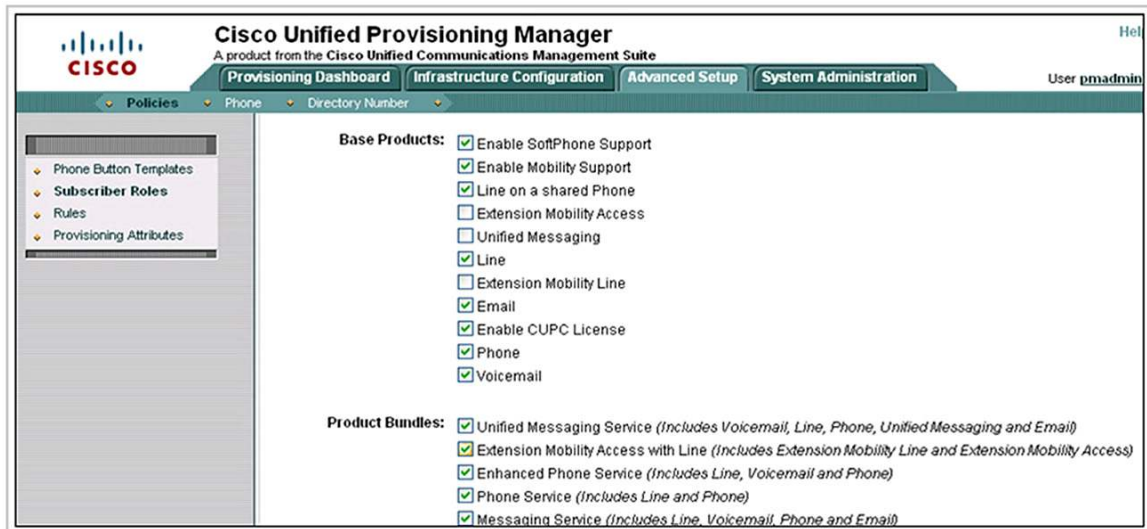 Cisco Unified Provisioning Manager
A product from the Cisco Unified Communications Management Suite
CISCO
Provisioning Dashboard Infrastructure Configuration Advanced Setup System Administration
User pmadmin
Policies Phone Directory Number
Phone Button Templates
Subscriber Roles
Rules
Provisioning Attributes
Base Products:
Enable SoftPhone Support
Enable Mobility Support
Line on a shared Phone
Extension Mobility Access
Unified Messaging
Line
Extension Mobility Line
Email
Enable CUPC License
Phone
Voicemail
Product Bundles:
Unified Messaging Service (Includes Voicemail, Line, Phone, Unified Messaging and Email)
Extension Mobility Access with Line (Includes Extension Mobility Line and Extension Mobility Access)
Enhanced Phone Service (Includes Line, Voicemail and Phone)
Phone Service (Includes Line and Phone)
Messaging Service (Includes Line, Voicemail, Phone and Email)